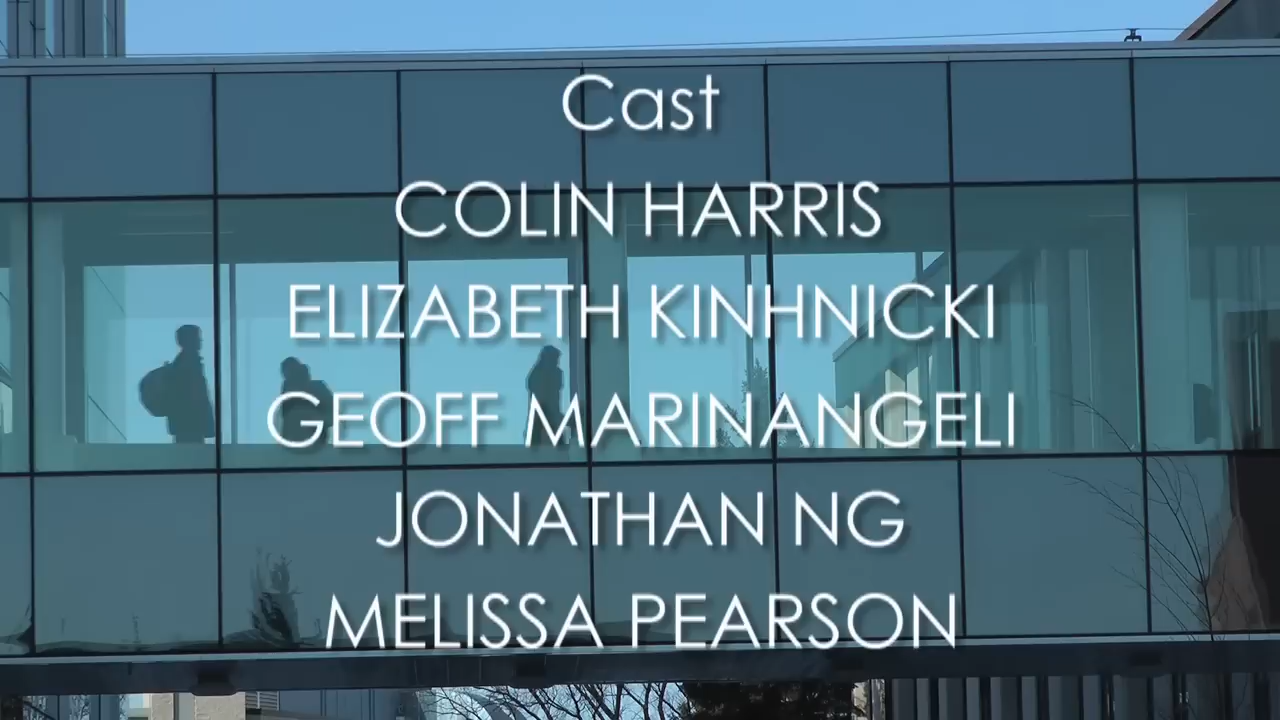 Cast
COLIN HARRIS
ELIZABETH KINHNICKI
GEOFF MARINANGELI
JONATHAN NG
MELISSA PEARSON